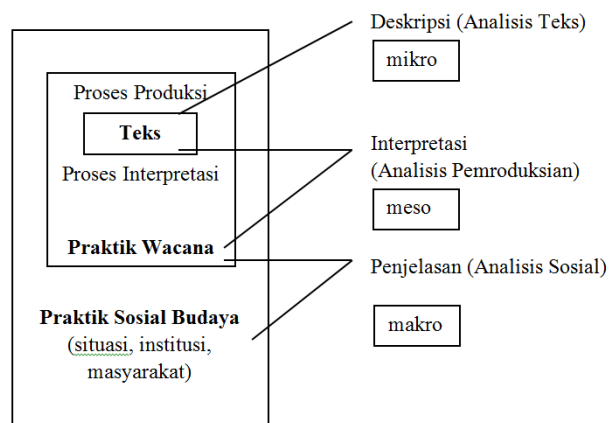 Proses Produksi
Teks
Proses Interpretasi
Praktik Wacana
Praktik Sosial Budaya
(situasi, institusi,
masyarakat)
Deskripsi (Analisis Teks)
mikro
Interpretasi
(Analisis Pemroduksian)
meso
Penjelasan (Analisis Sosial)
makro